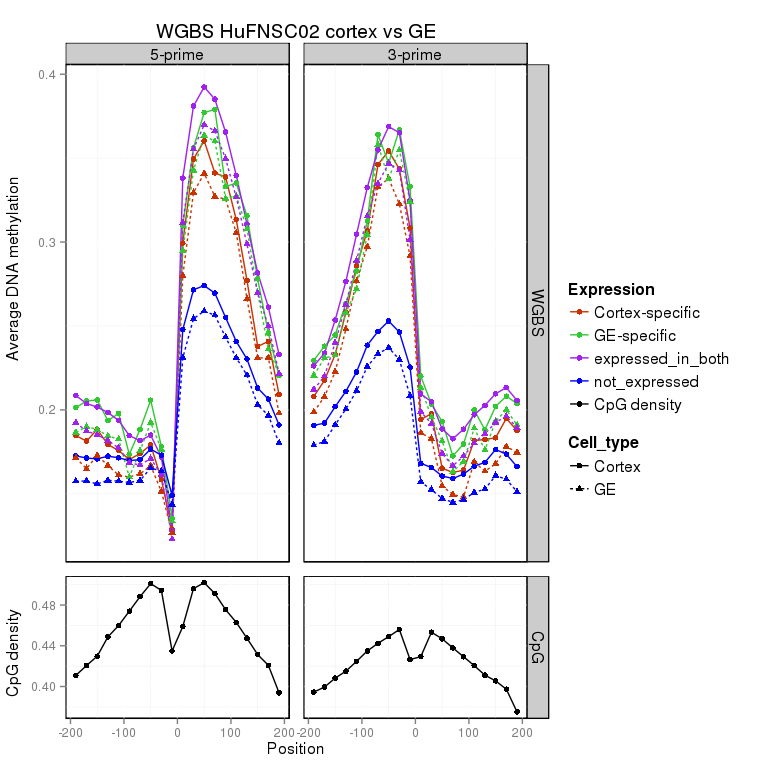 WGBS HuFNSC02 cortex vs GE
5-prime
3-prime
Average DNA methylation
0.4
0.3
0.2
WGBS
CpG density
0.48
0.44
0.40
CpG
-200 -100 0 100 200 -200 -100 0 100 200
Position
Expression
Cortex-specific
GE-specific
expressed_in_both
not_expressed
CpG density
Cell_type
Cortex
GE